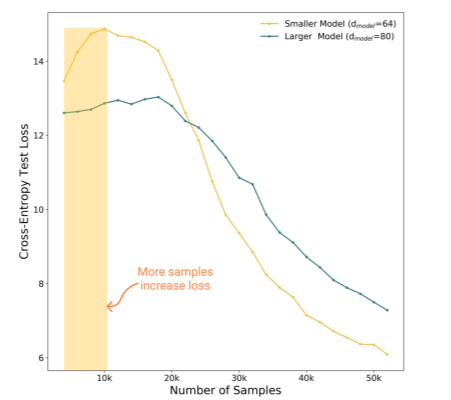 Smaller Model (d_model=64)
Larger Model (d_model=80)
Cross-Entropy Test Loss
14
12
10
8
6
More samples
increase loss
10k 20k 30k 40k 50k
Number of Samples